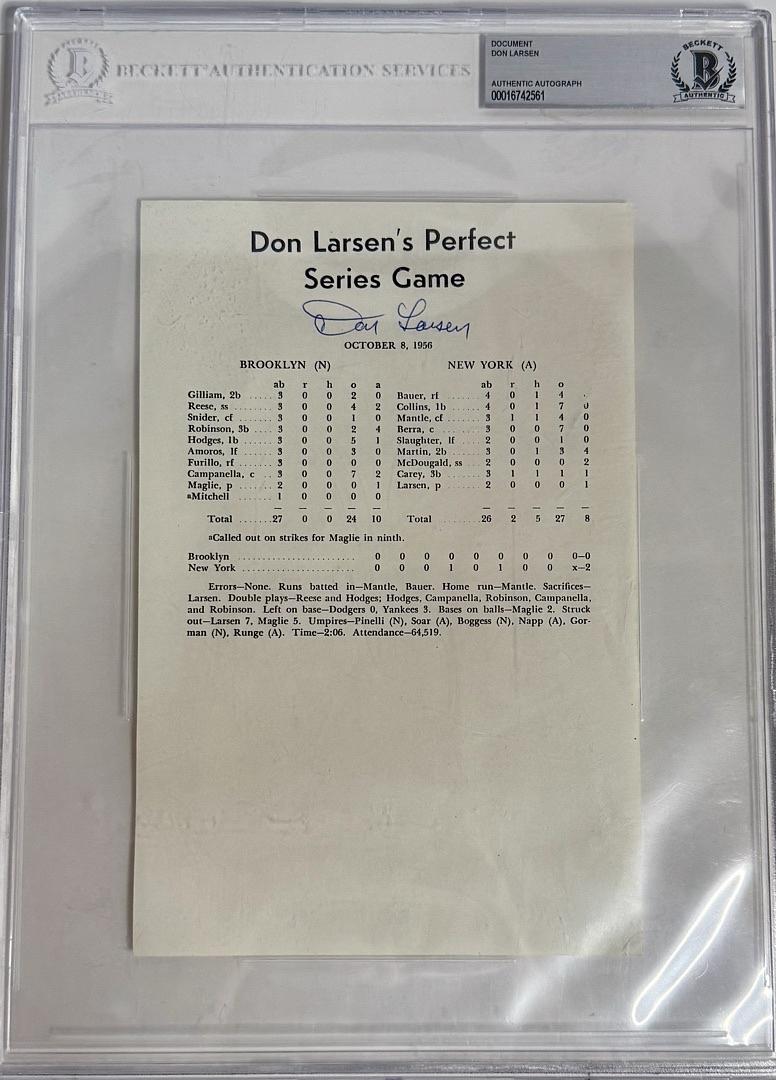 BECKETT AUTHENTICATION SERVICES
DOCUMENT
DON LARSEN
AUTHENTIC AUTOGRAPH
00016742561
BECKETT
B
AUTHENTIC
Don Larsen's Perfect
Series Game
Don Larsen
OCTOBER 8, 1956
BROOKLYN (N) NEW YORK (A)
ab r h o a ab r h o
Gilliam, 2b ..... 3 0 0 2 0 Bauer, rf ....... 4 0 1 4
Reese, ss ........ 3 0 0 4 2 Collins, 1b ...... 4 0 1 7 0
Snider, cf ....... 3 0 0 1 0 Mantle, cf ....... 3 1 1 4 0
Robinson, 3b .... 3 0 0 2 4 Berra, c ........ 3 0 0 7 0
Hodges, 1b ...... 3 0 0 5 1 Slaughter, lf .... 2 0 0 1 0
Amoros, lf ...... 3 0 0 3 0 Martin, 2b ...... 3 0 1 3 4
Furillo, rf ....... 3 0 0 0 0 McDougald, ss .. 2 0 0 0 2
Campanella, c .. 3 0 0 7 2 Carey, 3b ....... 3 1 1 1 1
Maglie, p ....... 2 0 0 0 1 Larsen, p ....... 2 0 0 0 1
aMitchell ....... 1 0 0 0 0
Total .......27 0 0 24 10 Total ........26 2 5 27 8
aCalled out on strikes for Maglie in ninth.
Brooklyn ........................ 0 0 0 0 0 0 0 0 0—0
New York ....................... 0 0 0 1 0 1 0 0 x—2
Errors—None. Runs batted in—Mantle, Bauer. Home run—Mantle. Sacrifices—
Larsen. Double plays—Reese and Hodges; Hodges, Campanella, Robinson, Campanella,
and Robinson. Left on base—Dodgers 0, Yankees 3. Bases on balls—Maglie 2. Struck
out—Larsen 7, Maglie 5. Umpires—Pinelli (N), Soar (A), Boggess (N), Napp (A), Gor-
man (N), Runge (A). Time—2:06. Attendance—64,519.